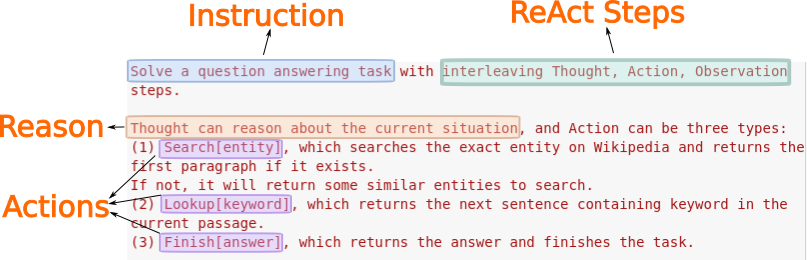 Instruction
ReAct Steps
Solve a question answering task with interleaving Thought, Action, Observation
steps.
Reason
Thought can reason about the current situation, and Action can be three types:
(1) Search[entity], which searches the exact entity on Wikipedia and returns the
first paragraph if it exists.
If not, it will return some similar entities to search.
Actions
(2) Lookup[keyword], which returns the next sentence containing keyword in the
current passage.
(3) Finish[answer], which returns the answer and finishes the task.